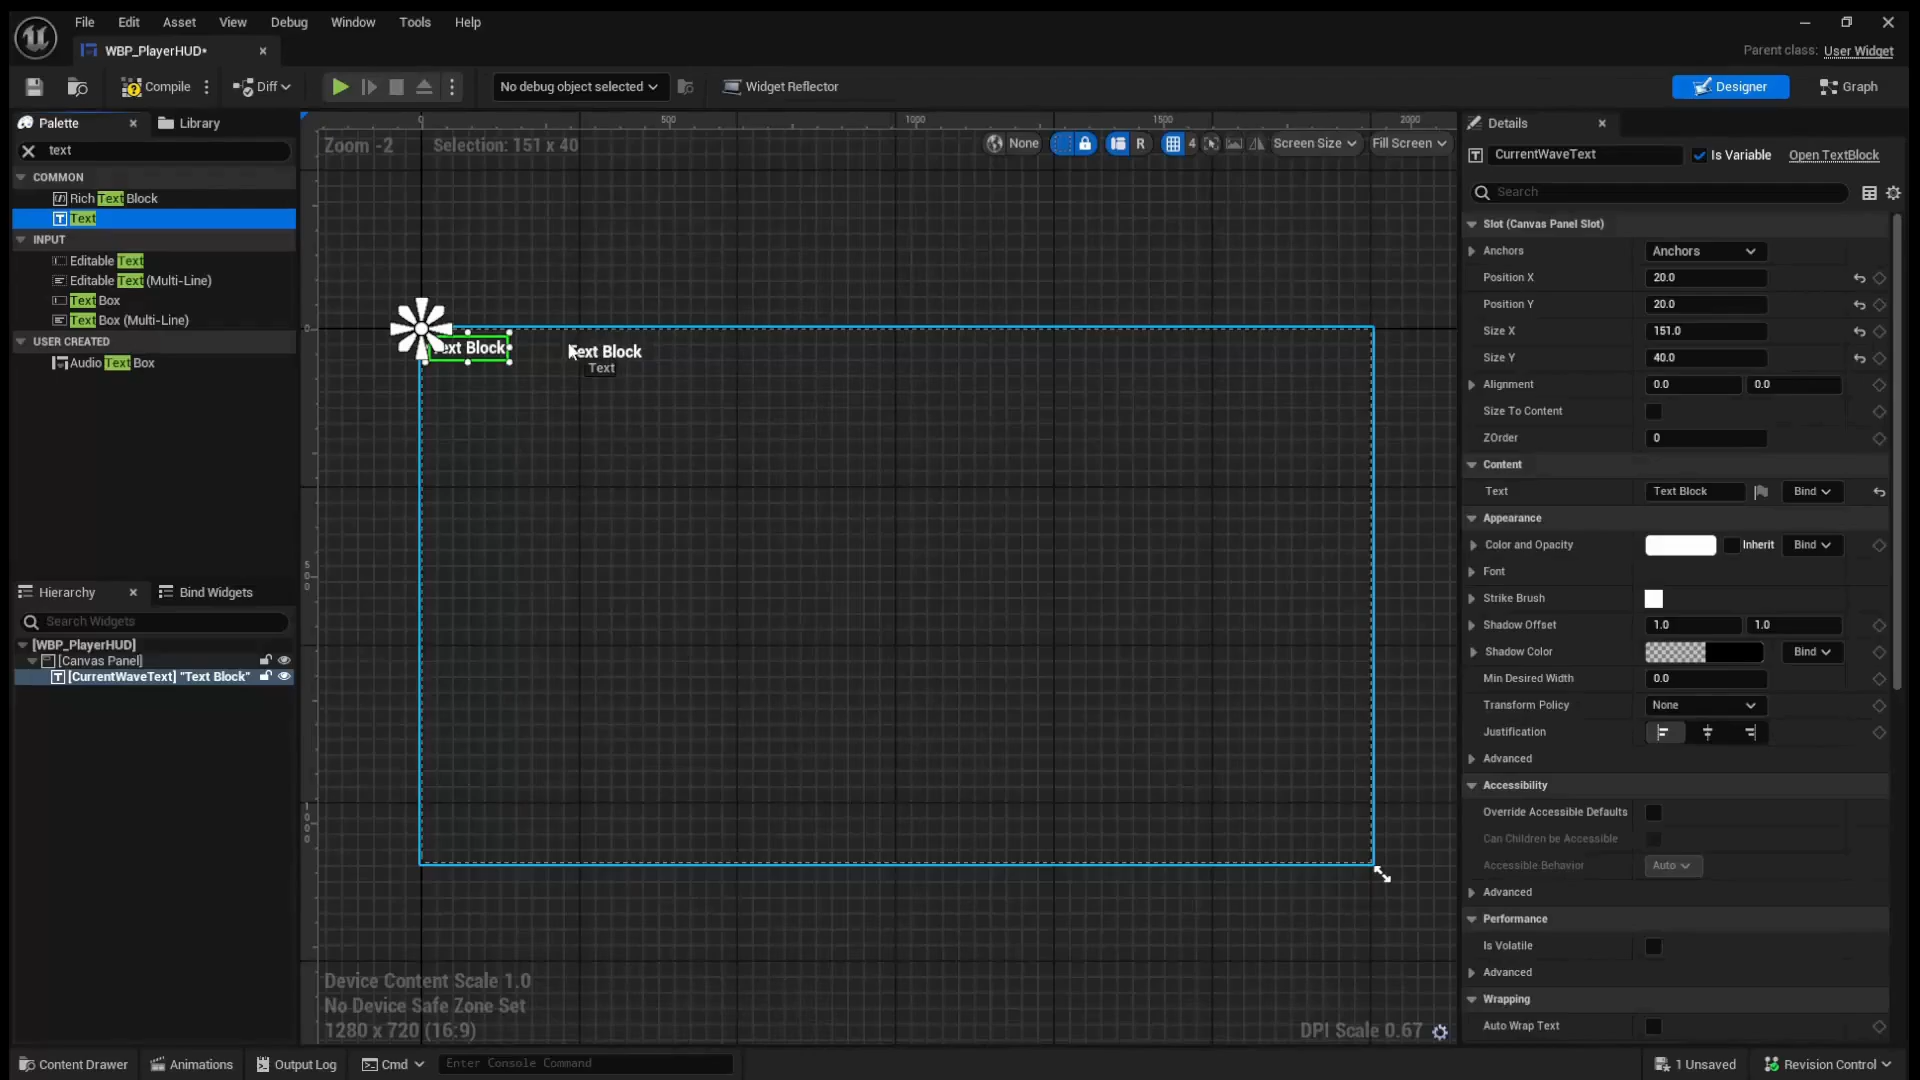 File Edit Asset View Debug Window Tools Help
WBP_PlayerHUD*
Parent class: User Widget
Compile Diff No debug object selected Widget Reflector Designer Graph
Palette Library
text
COMMON
Rich Text Block
Text
INPUT
Editable Text
Editable Text (Multi-Line)
Text Box
Text Box (Multi-Line)
USER CREATED
Audio Text Box
Hierarchy Bind Widgets
Search Widgets
[WBP_PlayerHUD]
[Canvas Panel]
[CurrentWaveText] "Text Block"
0 500 1000 1500 2000
Zoom -2 Selection: 151 x 40
None R 4 Screen Size Fill Screen
0
Text Block
Text Block
Text
500
1000
Device Content Scale 1.0
No Device Safe Zone Set
1280 x 720 (16:9)
DPI Scale 0.67
Details
CurrentWaveText Is Variable Open TextBlock
Search
Slot (Canvas Panel Slot)
Anchors Anchors
Position X 20.0
Position Y 20.0
Size X 151.0
Size Y 40.0
Alignment 0.0 0.0
Size To Content
ZOrder 0
Content
Text Text Block Bind
Appearance
Color and Opacity Inherit Bind
Font
Strike Brush
Shadow Offset 1.0 1.0
Shadow Color Bind
Min Desired Width 0.0
Transform Policy None
Justification
Advanced
Accessibility
Override Accessible Defaults
Can Children be Accessible
Accessible Behavior Auto
Advanced
Performance
Is Volatile
Advanced
Wrapping
Auto Wrap Text
Content Drawer Animations Output Log Cmd Enter Console Command 1 Unsaved Revision Control